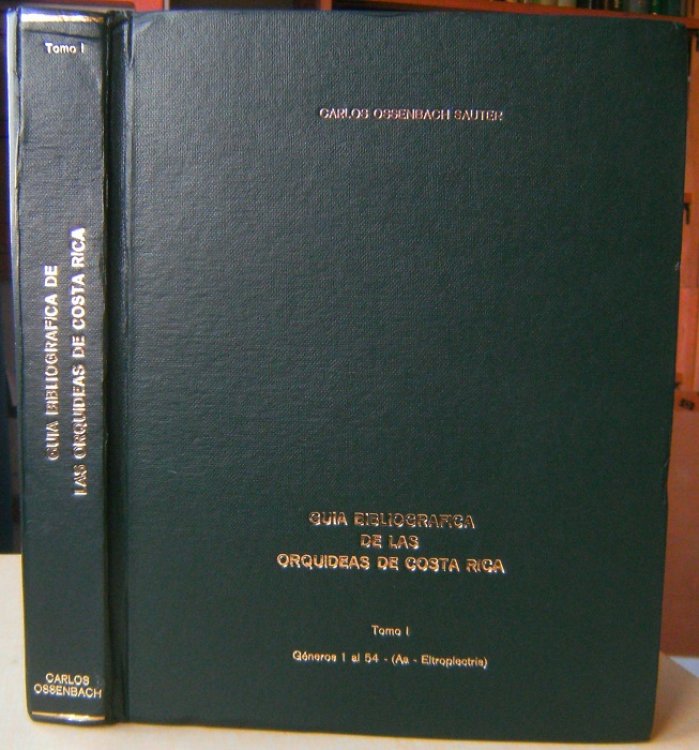 Tomo I
GUIA BIBLIOGRAFICA DE
LAS ORQUIDEAS DE COSTA RICA
CARLOS
OSSENBACH
CARLOS OSSENBACH SAUTER
GUIA BIBLIOGRAFICA
DE LAS
ORQUIDEAS DE COSTA RICA
Tomo I
Géneros 1 al 54 - (Aa - Eltroplectris)